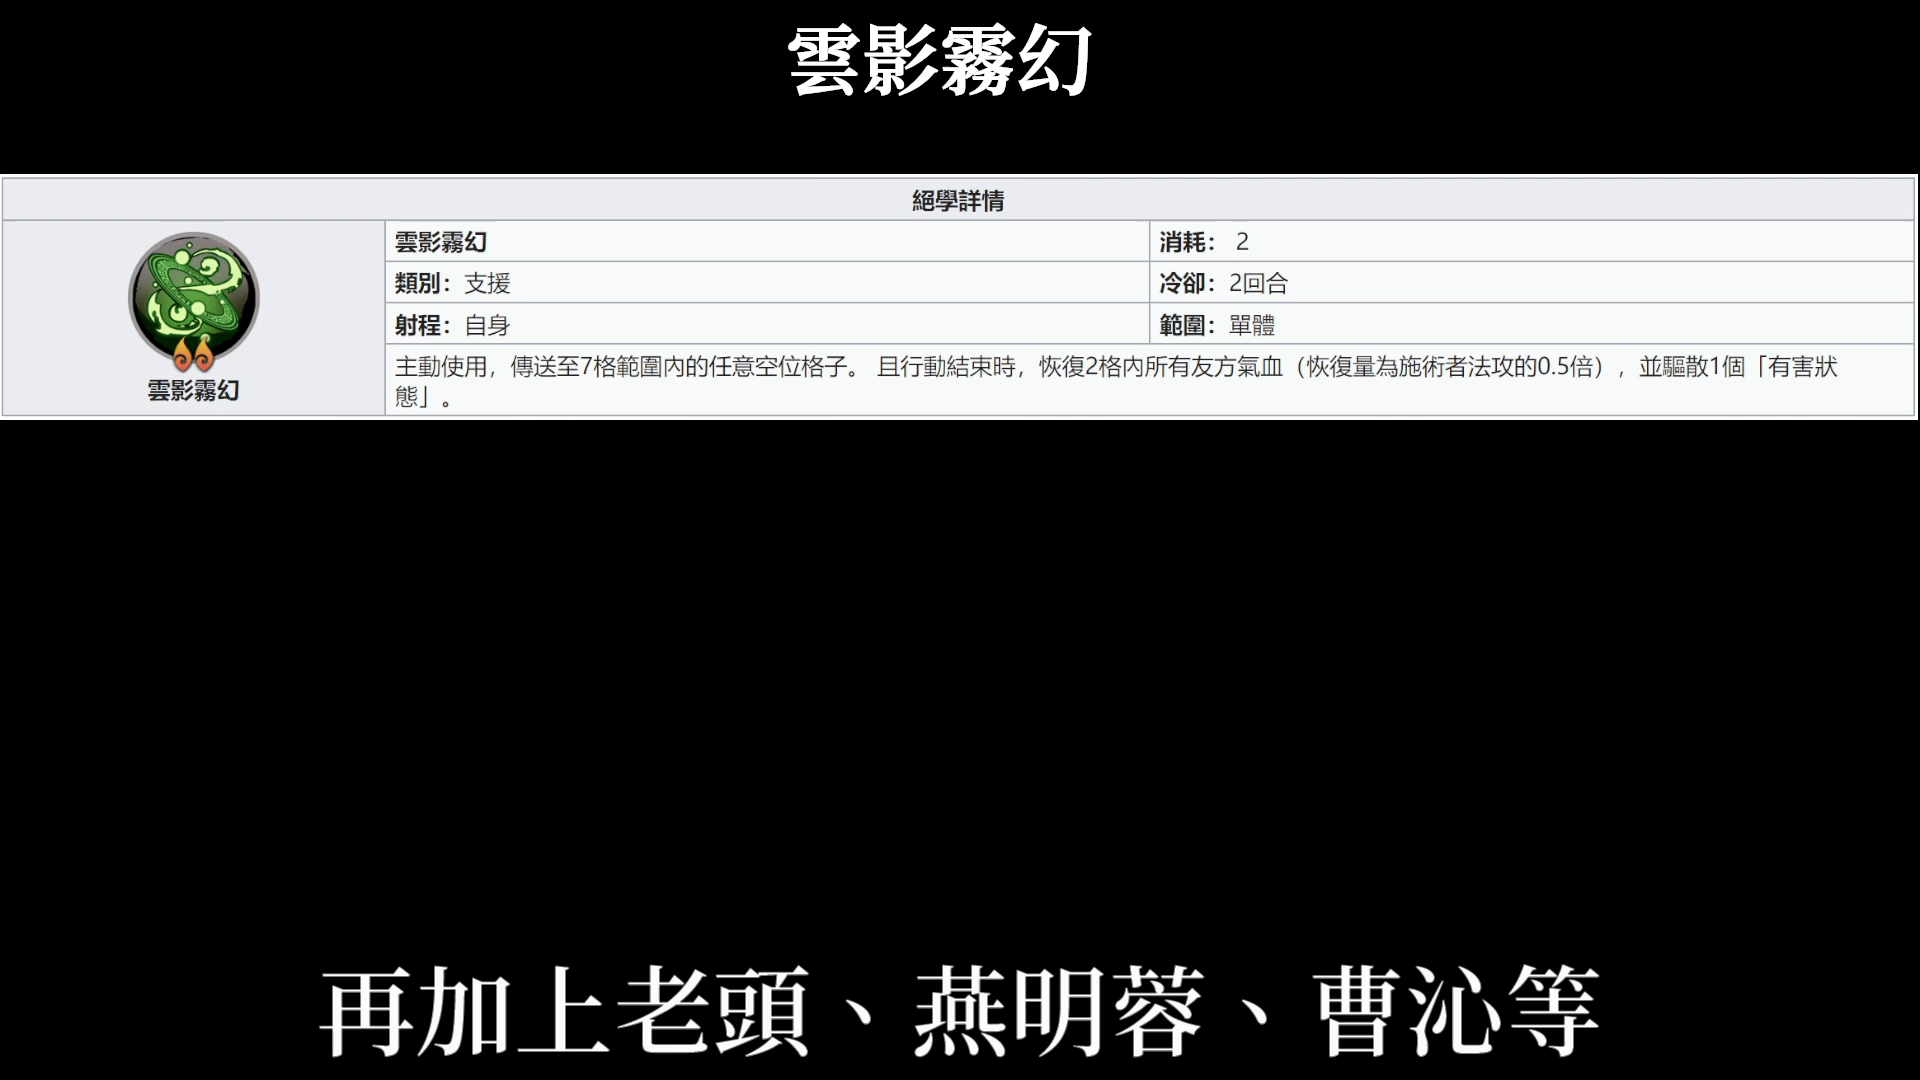 雲影霧幻
絕學詳情
雲影霧幻
雲影霧幻
消耗： 2
類別：支援
冷卻：2回合
射程：自身
範圍：單體
主動使用，傳送至7格範圍內的任意空位格子。 且行動結束時，恢復2格內所有友方氣血（恢復量為施術者法攻的0.5倍），並驅散1個「有害狀
態」。
再加上老頭、燕明蓉、曹沁等